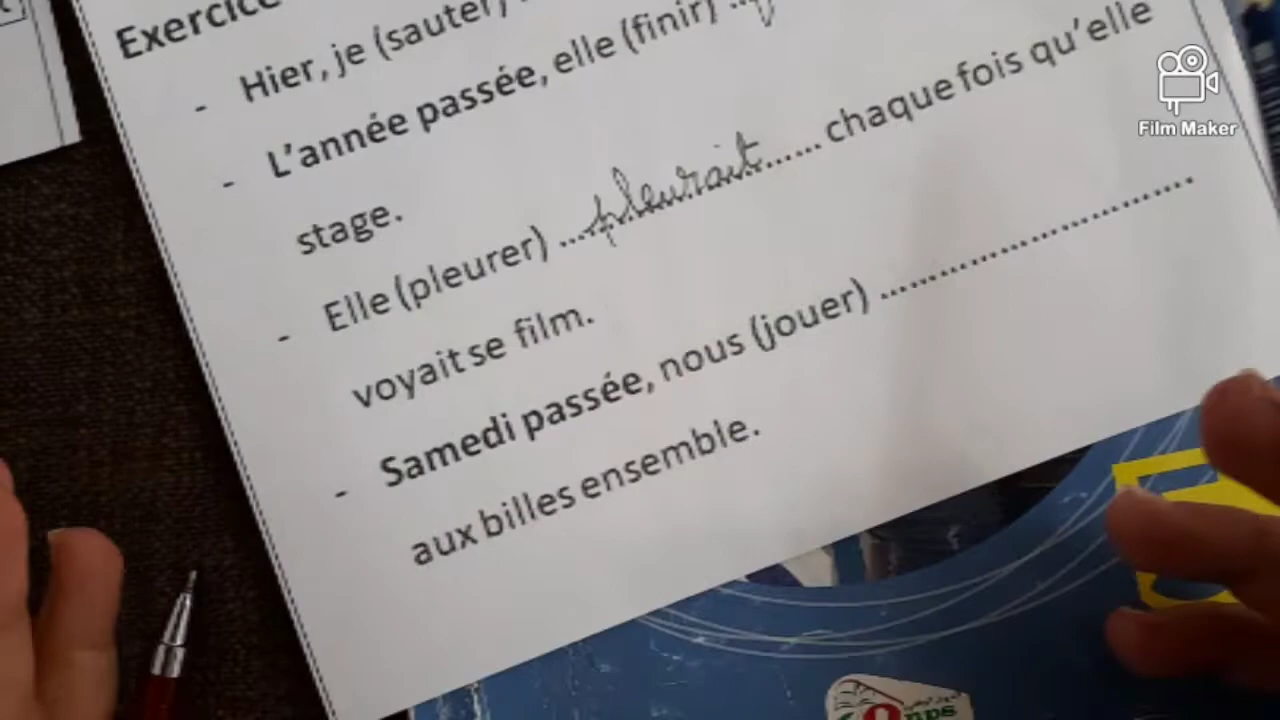 Exercice
- Hier, je (sauter)
- L'année passée, elle (finir) ...
stage.
- Elle (pleurer) ...pleurait...... chaque fois qu'elle
voyait se film.
- Samedi passée, nous (jouer) ......................................
aux billes ensemble.
Film Maker
Onps